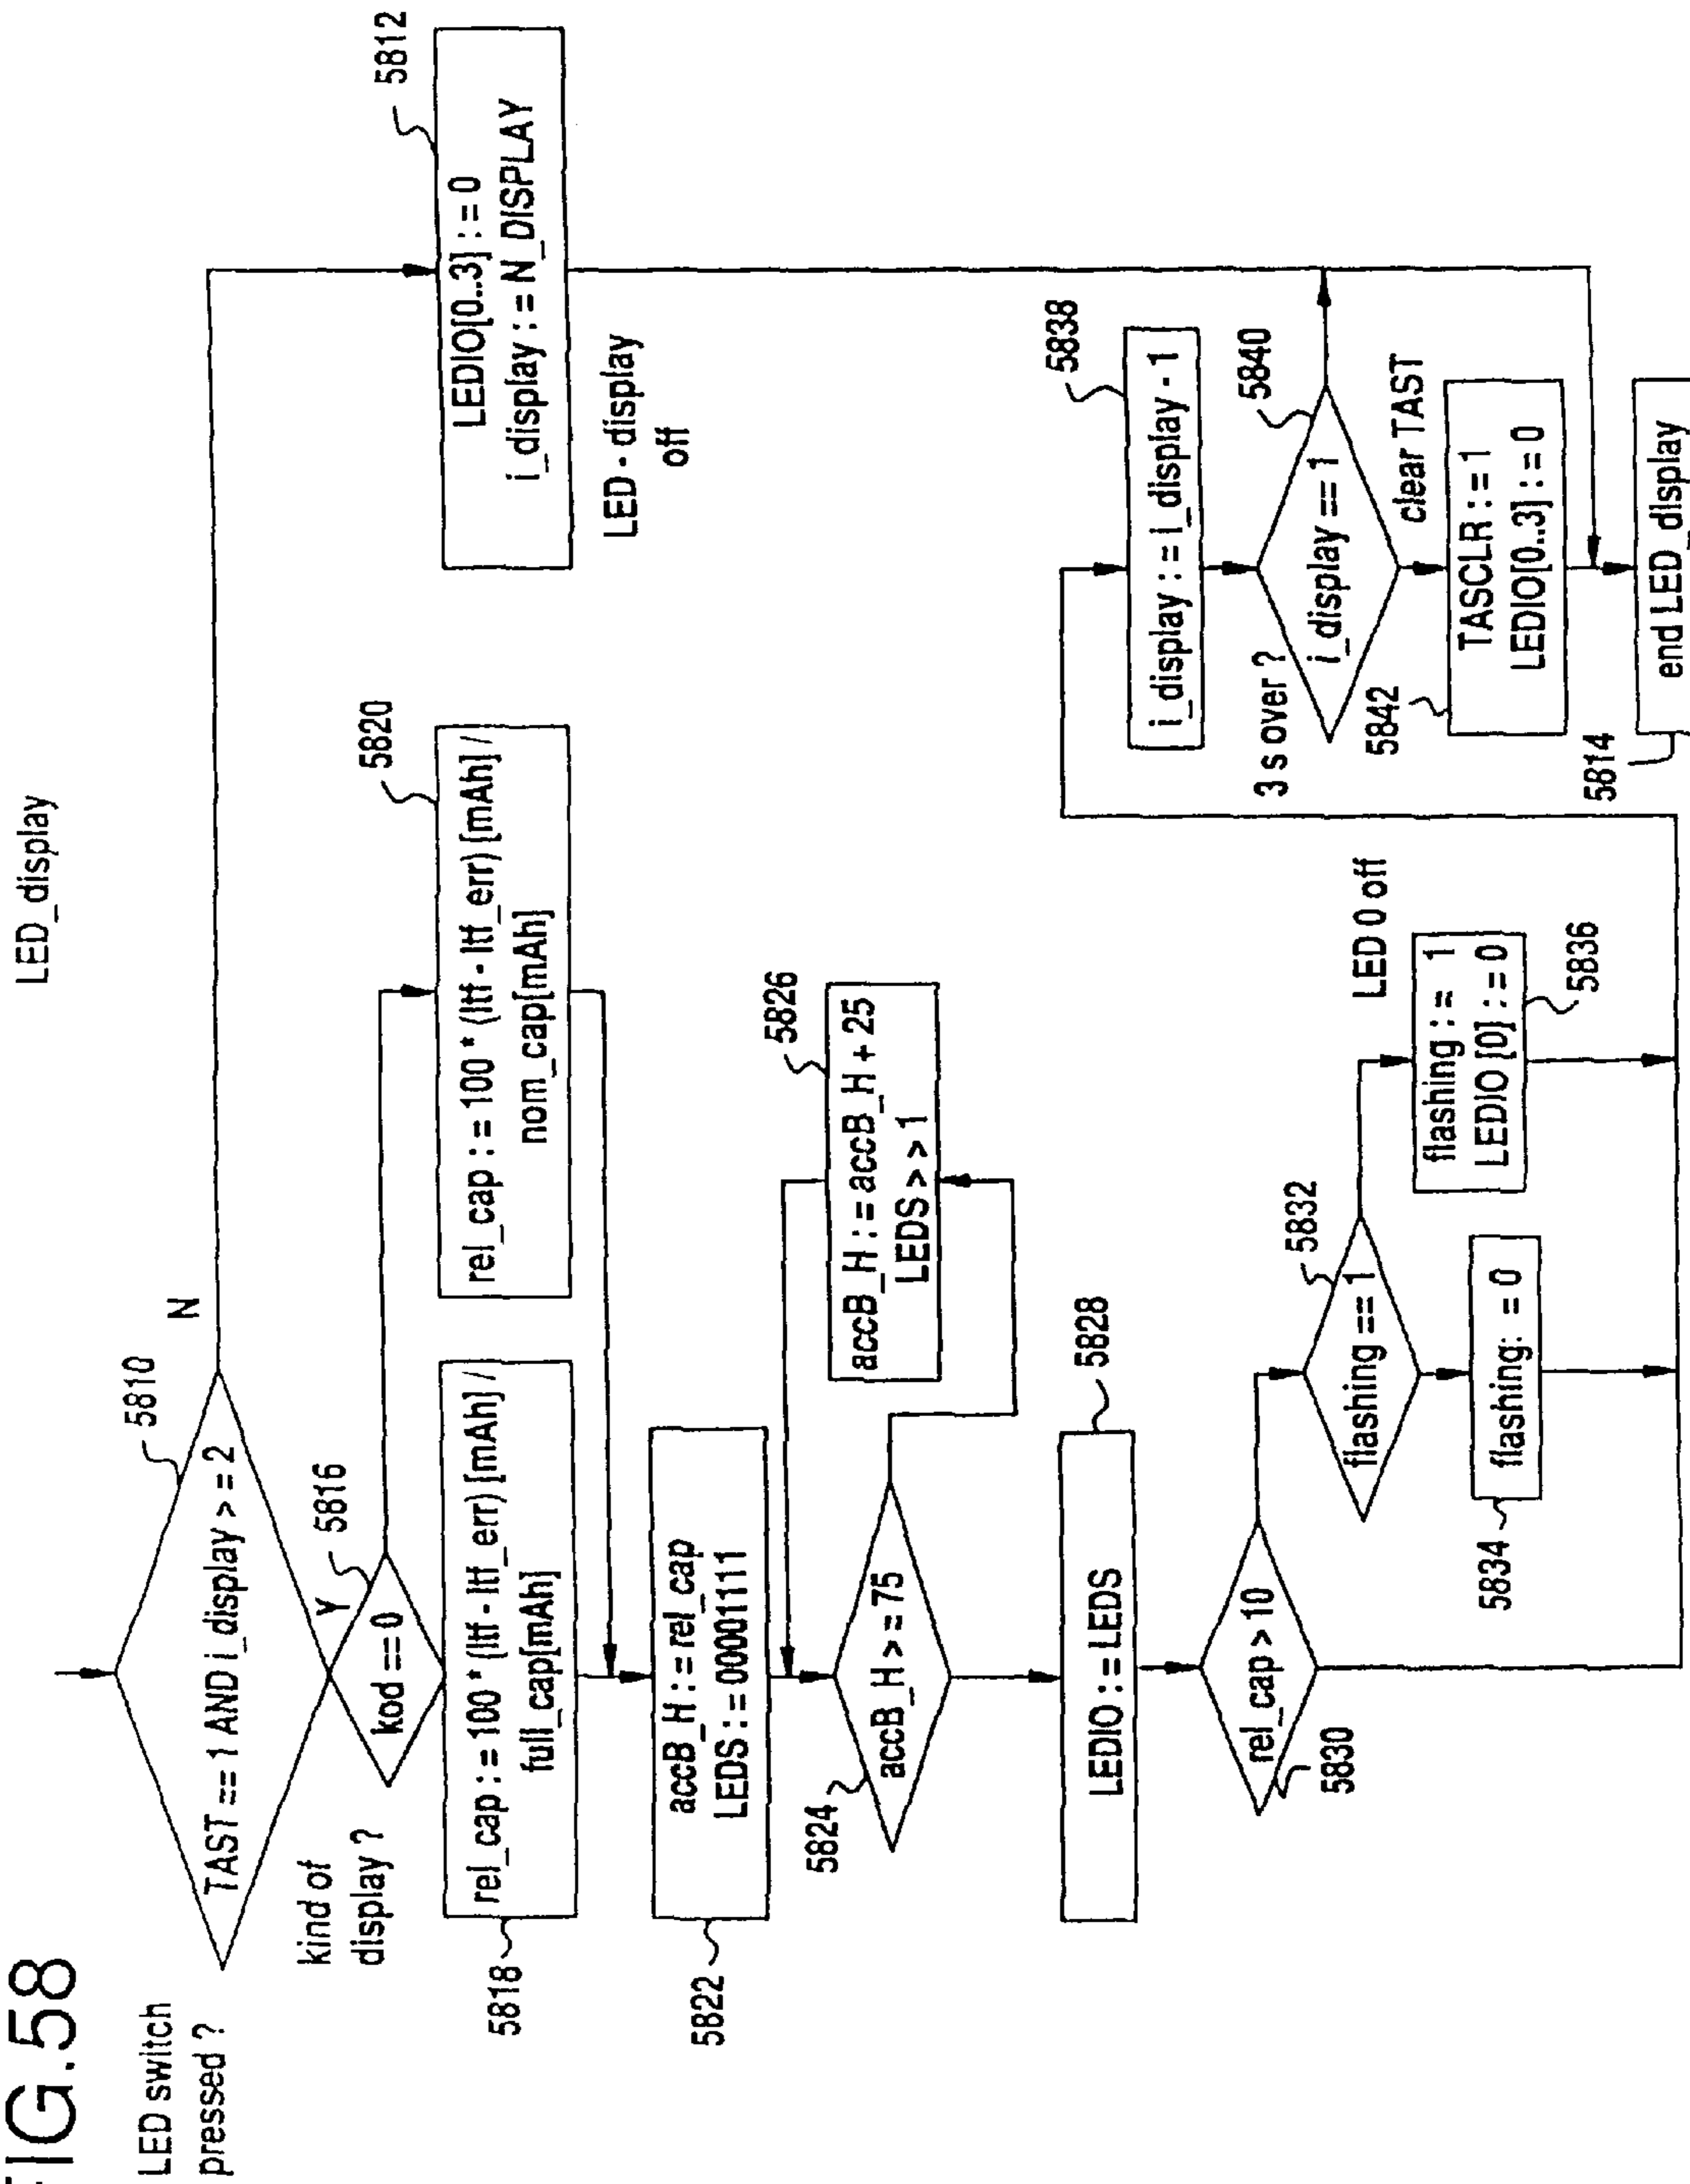 FIG.58
LED_display
LED switch
pressed ?
5810
TAST == 1 AND i_display > = 2
N
Y
5812
LEDIO[0..3] : = 0
i_display : = N_DISPLAY
LED - display
off
kind of
display ?
5816
kod == 0
5818
rel_cap : = 100 * (ltf - ltf_err) [mAh] /
full_cap[mAh]
5820
rel_cap : = 100 * (ltf - ltf_err) [mAh] /
nom_cap[mAh]
5822
accB_H : = rel_cap
LEDS : = 00001111
5824
accB_H > = 75
5826
accB_H : = accB_H + 25
LEDS > > 1
5828
LEDIO : = LEDS
5830
rel_cap > 10
5832
flashing == 1
5834
flashing: = 0
LED 0 off
flashing : = 1
LEDIO [0] : = 0
5836
5838
i_display : = i_display - 1
3 s over ?
5840
i_display == 1
clear TAST
5842
TASCLR : = 1
LEDIO[0..3] : = 0
5814
end LED_display